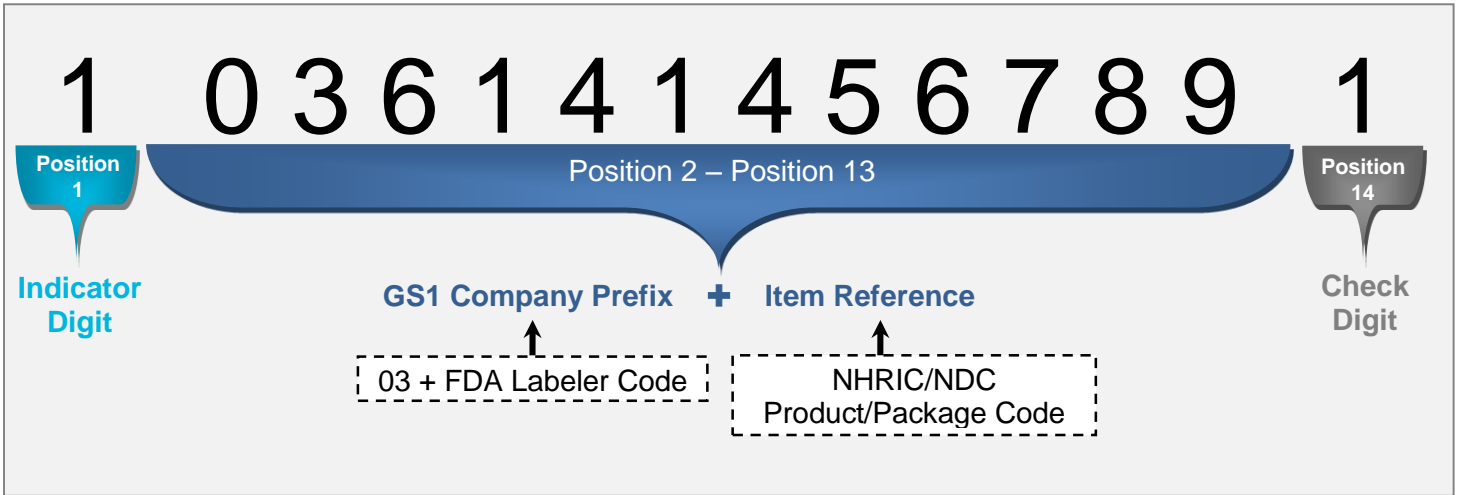 1 0 3 6 1 4 1 4 5 6 7 8 9 1
Position
1
Position 2 – Position 13
Position
14
Indicator
Digit
GS1 Company Prefix + Item Reference
Check
Digit
03 + FDA Labeler Code
NHRIC/NDC
Product/Package Code